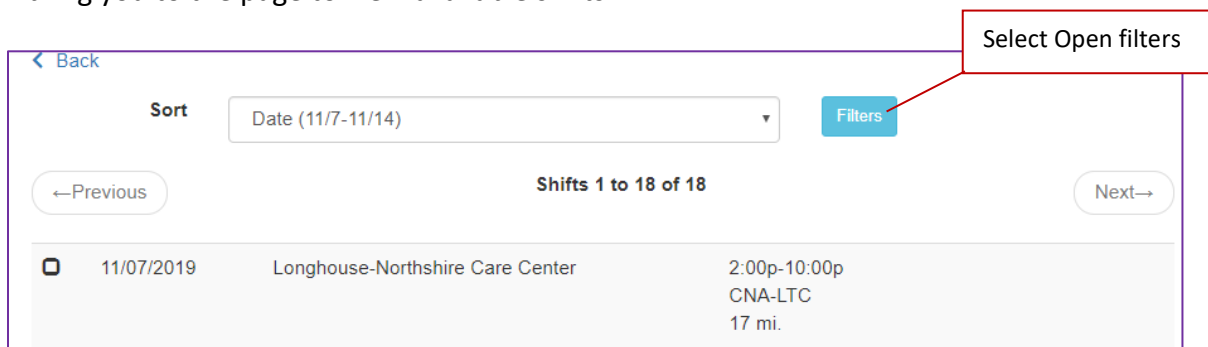 Select Open filters
Back
Sort
Date (11/7-11/14)
Filters
←Previous
Shifts 1 to 18 of 18
Next→
11/07/2019 Longhouse-Northshire Care Center 2:00p-10:00p
CNA-LTC
17 mi.